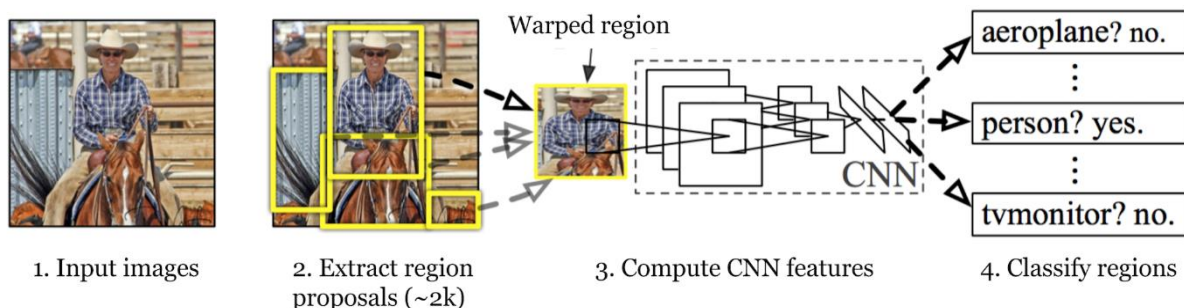 Warped region
aeroplane? no.
person? yes.
CNN
tvmonitor? no.
1. Input images
2. Extract region
proposals (~2k)
3. Compute CNN features
4. Classify regions